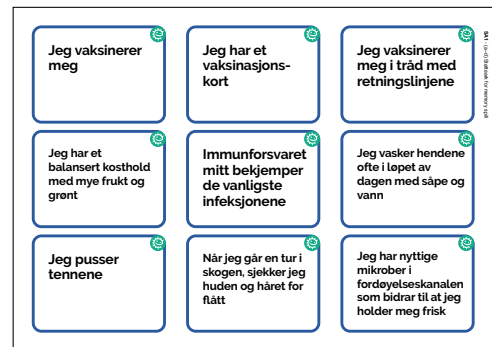 Jeg vaksinerer
meg
Jeg har et
vaksinasjons-
kort
Jeg vaksinerer
meg i tråd med
retningslinjene
Jeg har et
balansert kosthold
med mye frukt og
grønt
Immunforsvaret
mitt bekjemper
de vanligste
infeksjonene
Jeg vasker hendene
ofte i løpet av
dagen med såpe og
vann
Jeg pusser
tennene
Når jeg går en tur i
skogen, sjekker jeg
huden og håret for
flått
Jeg har nyttige
mikrober i
fordøyelseskanalen
som bidrar til at jeg
holder meg frisk